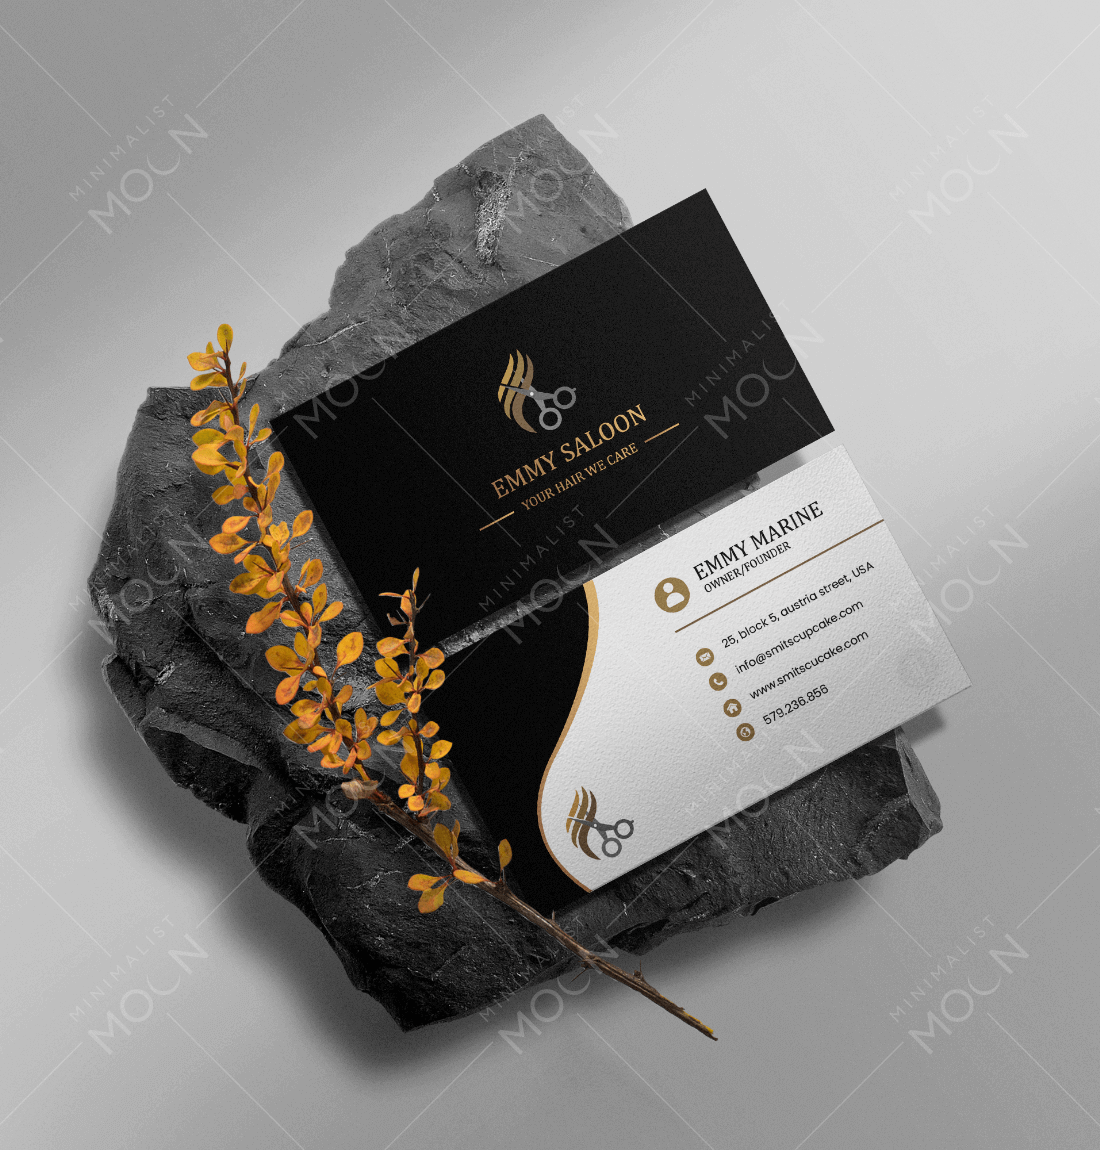 EMMY SALOON
YOUR HAIR WE CARE
EMMY MARINE
OWNER/FOUNDER
25, block 5, austria street, USA
info@smitscupcake.com
www.smitscucake.com
579.236.856
MINIMALIST
MOON